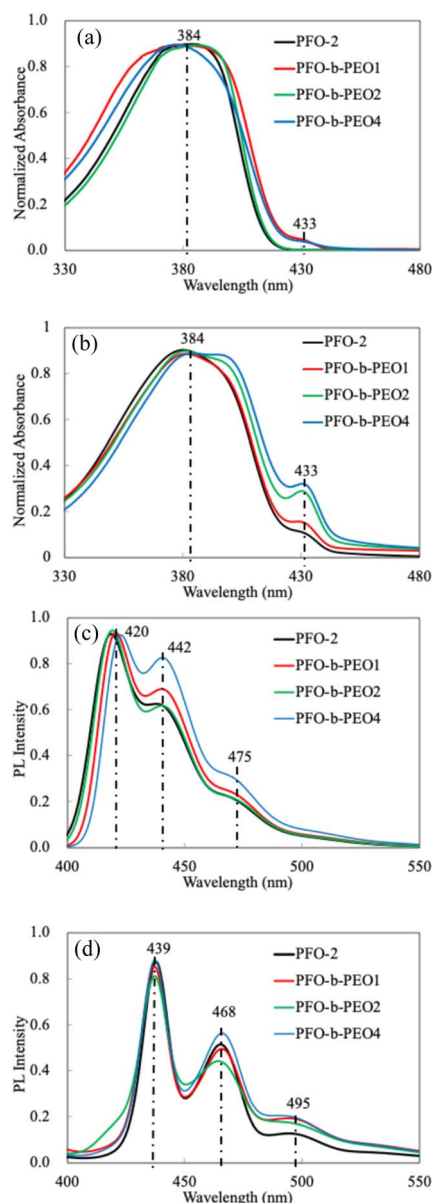 (a)
384
433
PFO-2
PFO-b-PEO1
PFO-b-PEO2
PFO-b-PEO4
Normalized Absorbance
1.0
0.8
0.6
0.4
0.2
0.0
330
380
430
480
Wavelength (nm)
(b)
384
433
PFO-2
PFO-b-PEO1
PFO-b-PEO2
PFO-b-PEO4
Normalized Absorbance
1
0.8
0.6
0.4
0.2
0
330
380
430
480
Wavelength (nm)
(c)
420
442
475
PFO-2
PFO-b-PEO1
PFO-b-PEO2
PFO-b-PEO4
PL Intensity
1.0
0.8
0.6
0.4
0.2
0.0
400
450
500
550
Wavelength (nm)
(d)
439
468
495
PFO-2
PFO-b-PEO1
PFO-b-PEO2
PFO-b-PEO4
PL Intensity
1.0
0.8
0.6
0.4
0.2
0.0
400
450
500
550
Wavelength (nm)